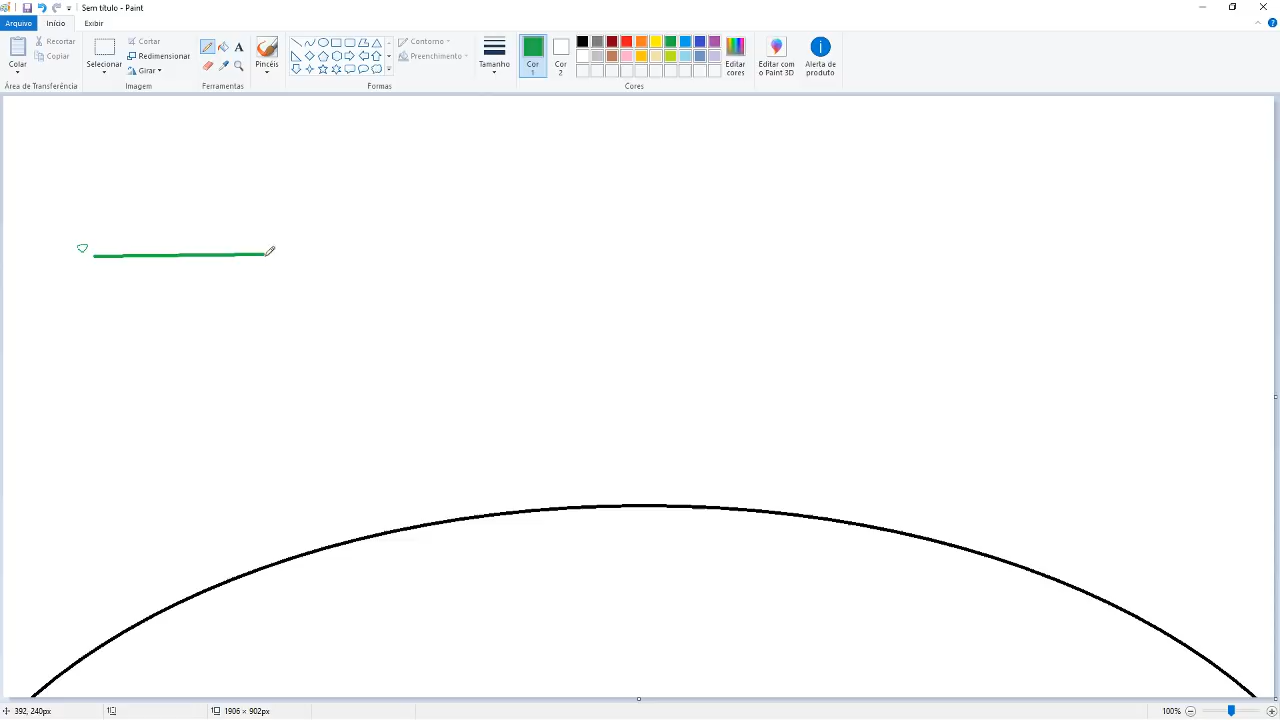 Sem título - Paint
Arquivo Início Exibir
Colar
Recortar
Copiar
Área de Transferência
Selecionar
Cortar
Redimensionar
Girar
Imagem
A
Ferramentas
Pincéis
Contorno
Preenchimento
Formas
Tamanho
Cor 1
Cor 2
Cores
Editar cores
Editar com o Paint 3D
Alerta de produto
392, 240px
1906 × 902px
100%